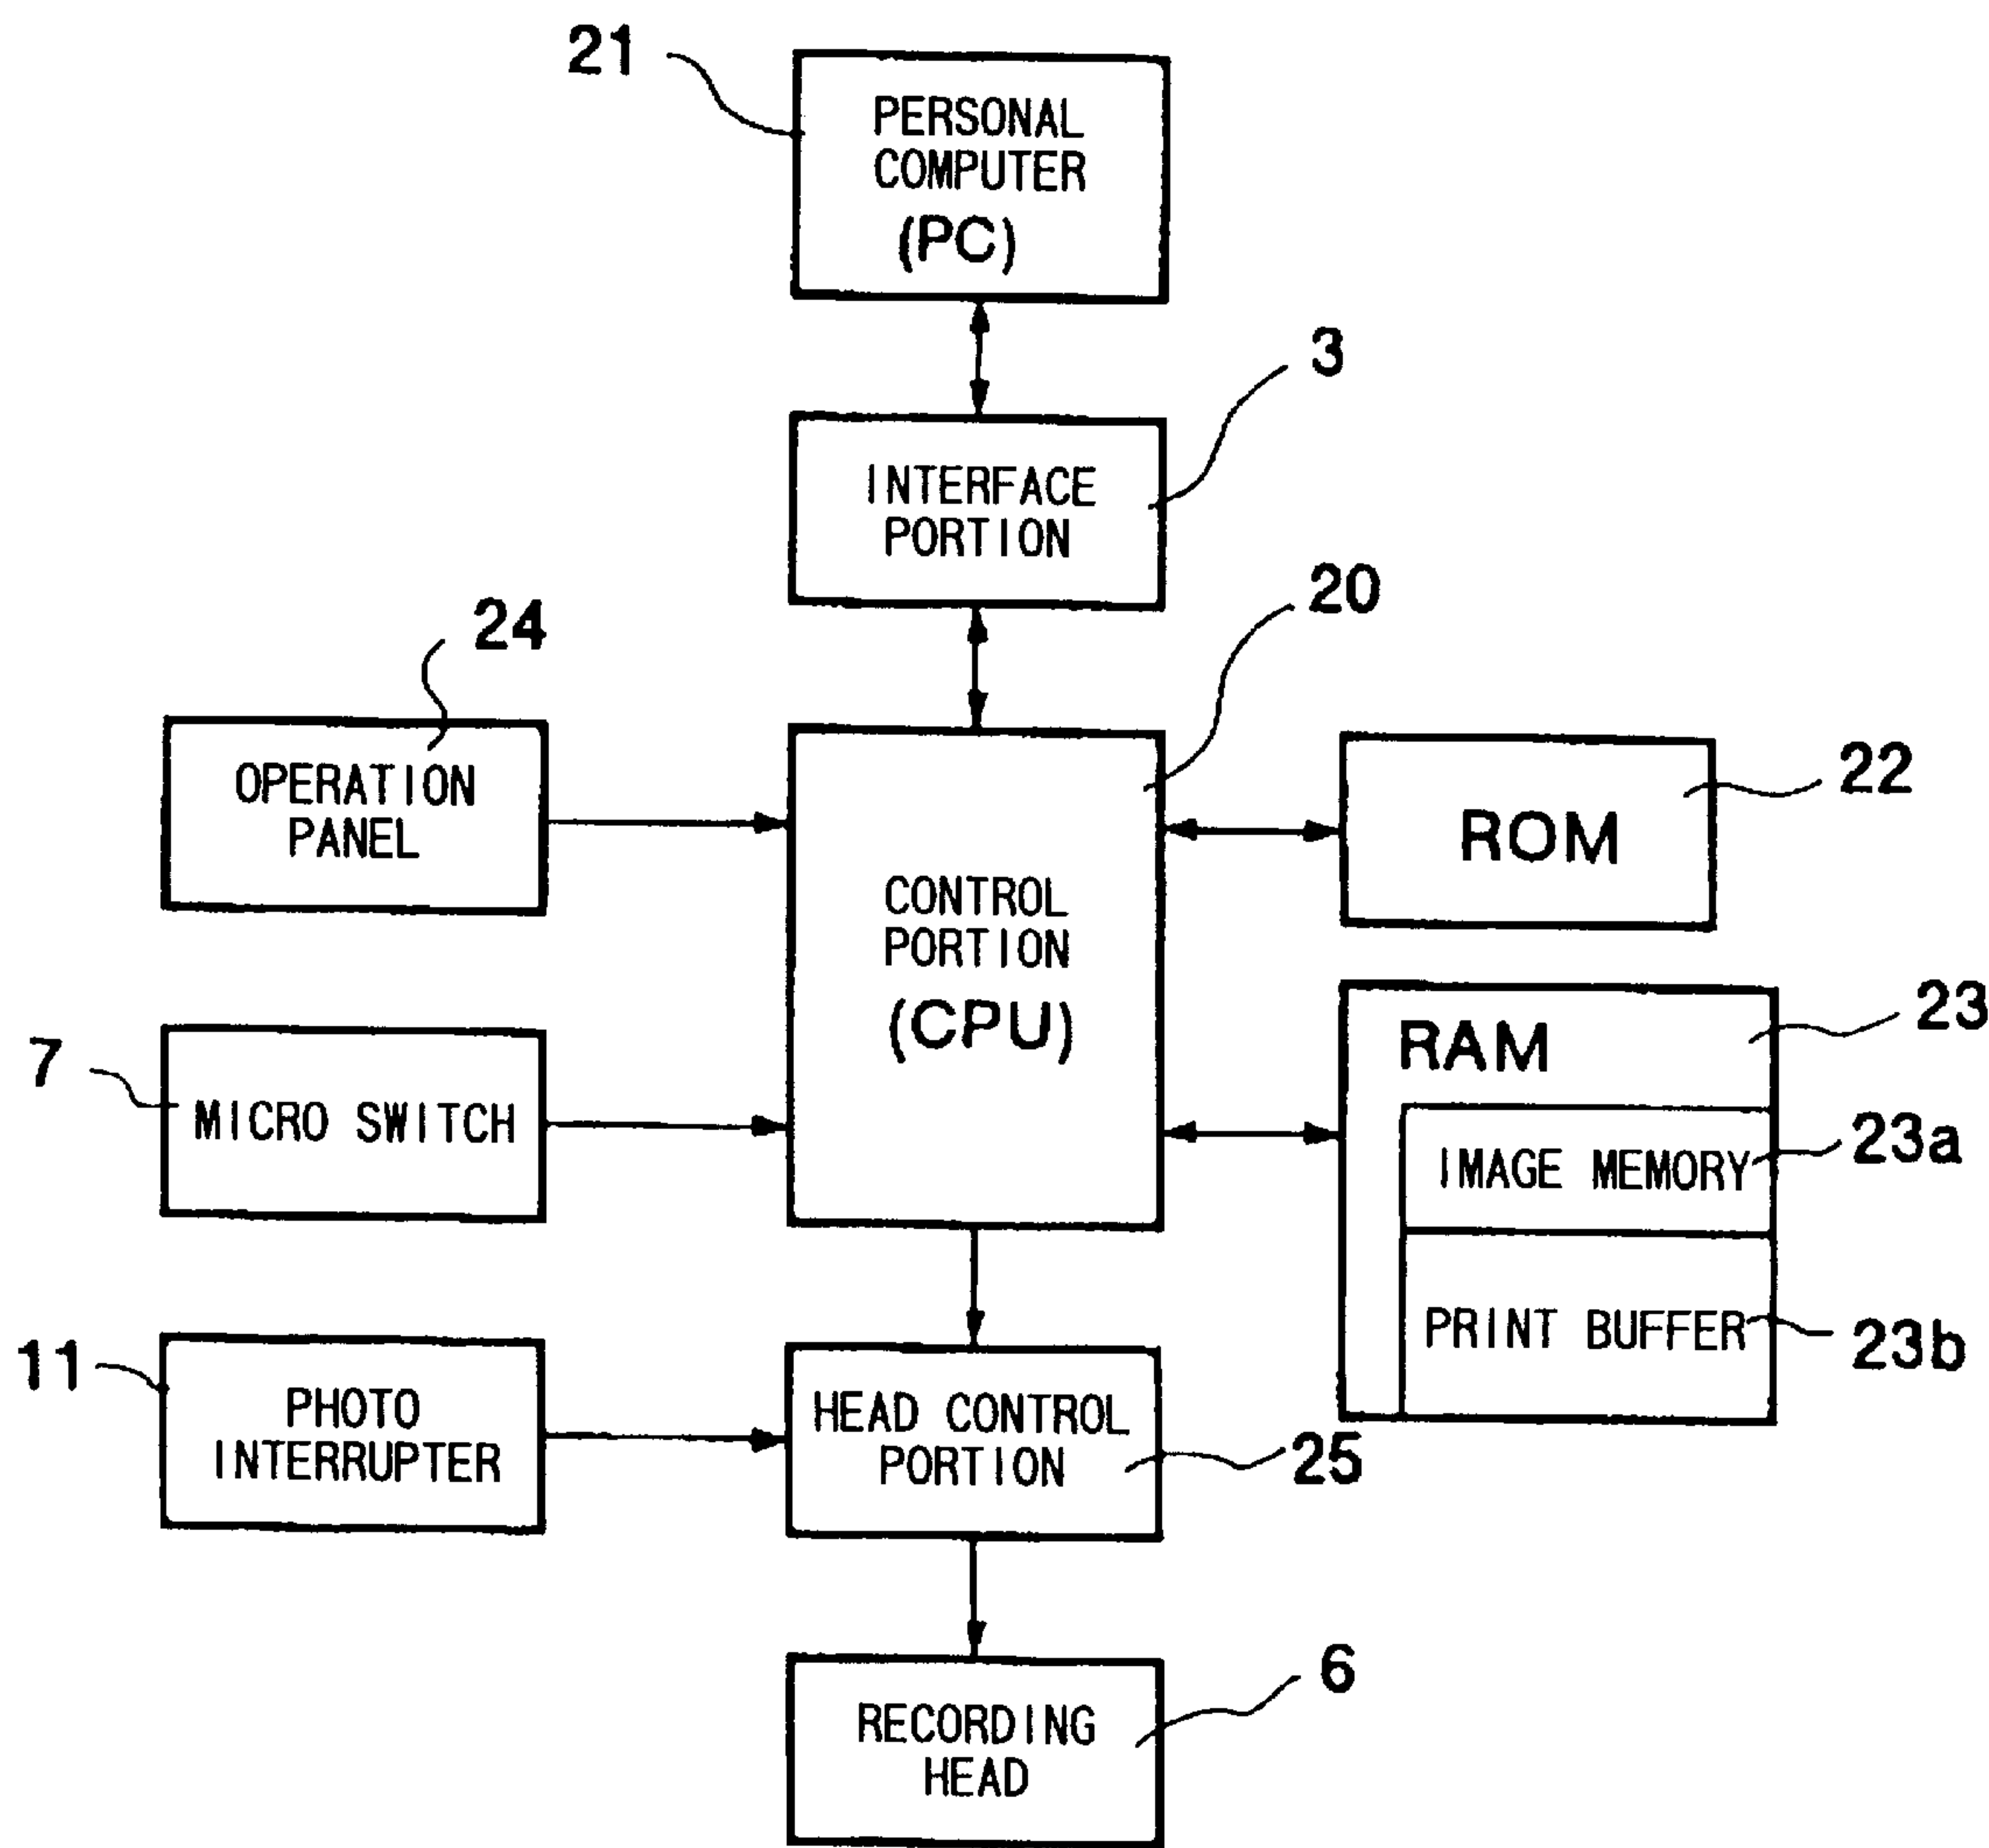 21
PERSONAL
COMPUTER
(PC)
3
INTERFACE
PORTION
20
24
OPERATION
PANEL
22
ROM
CONTROL
PORTION
(CPU)
23
RAM
7
MICRO SWITCH
23a
IMAGE MEMORY
23b
PRINT BUFFER
11
PHOTO
INTERRUPTER
HEAD CONTROL
PORTION
25
6
RECORDING
HEAD